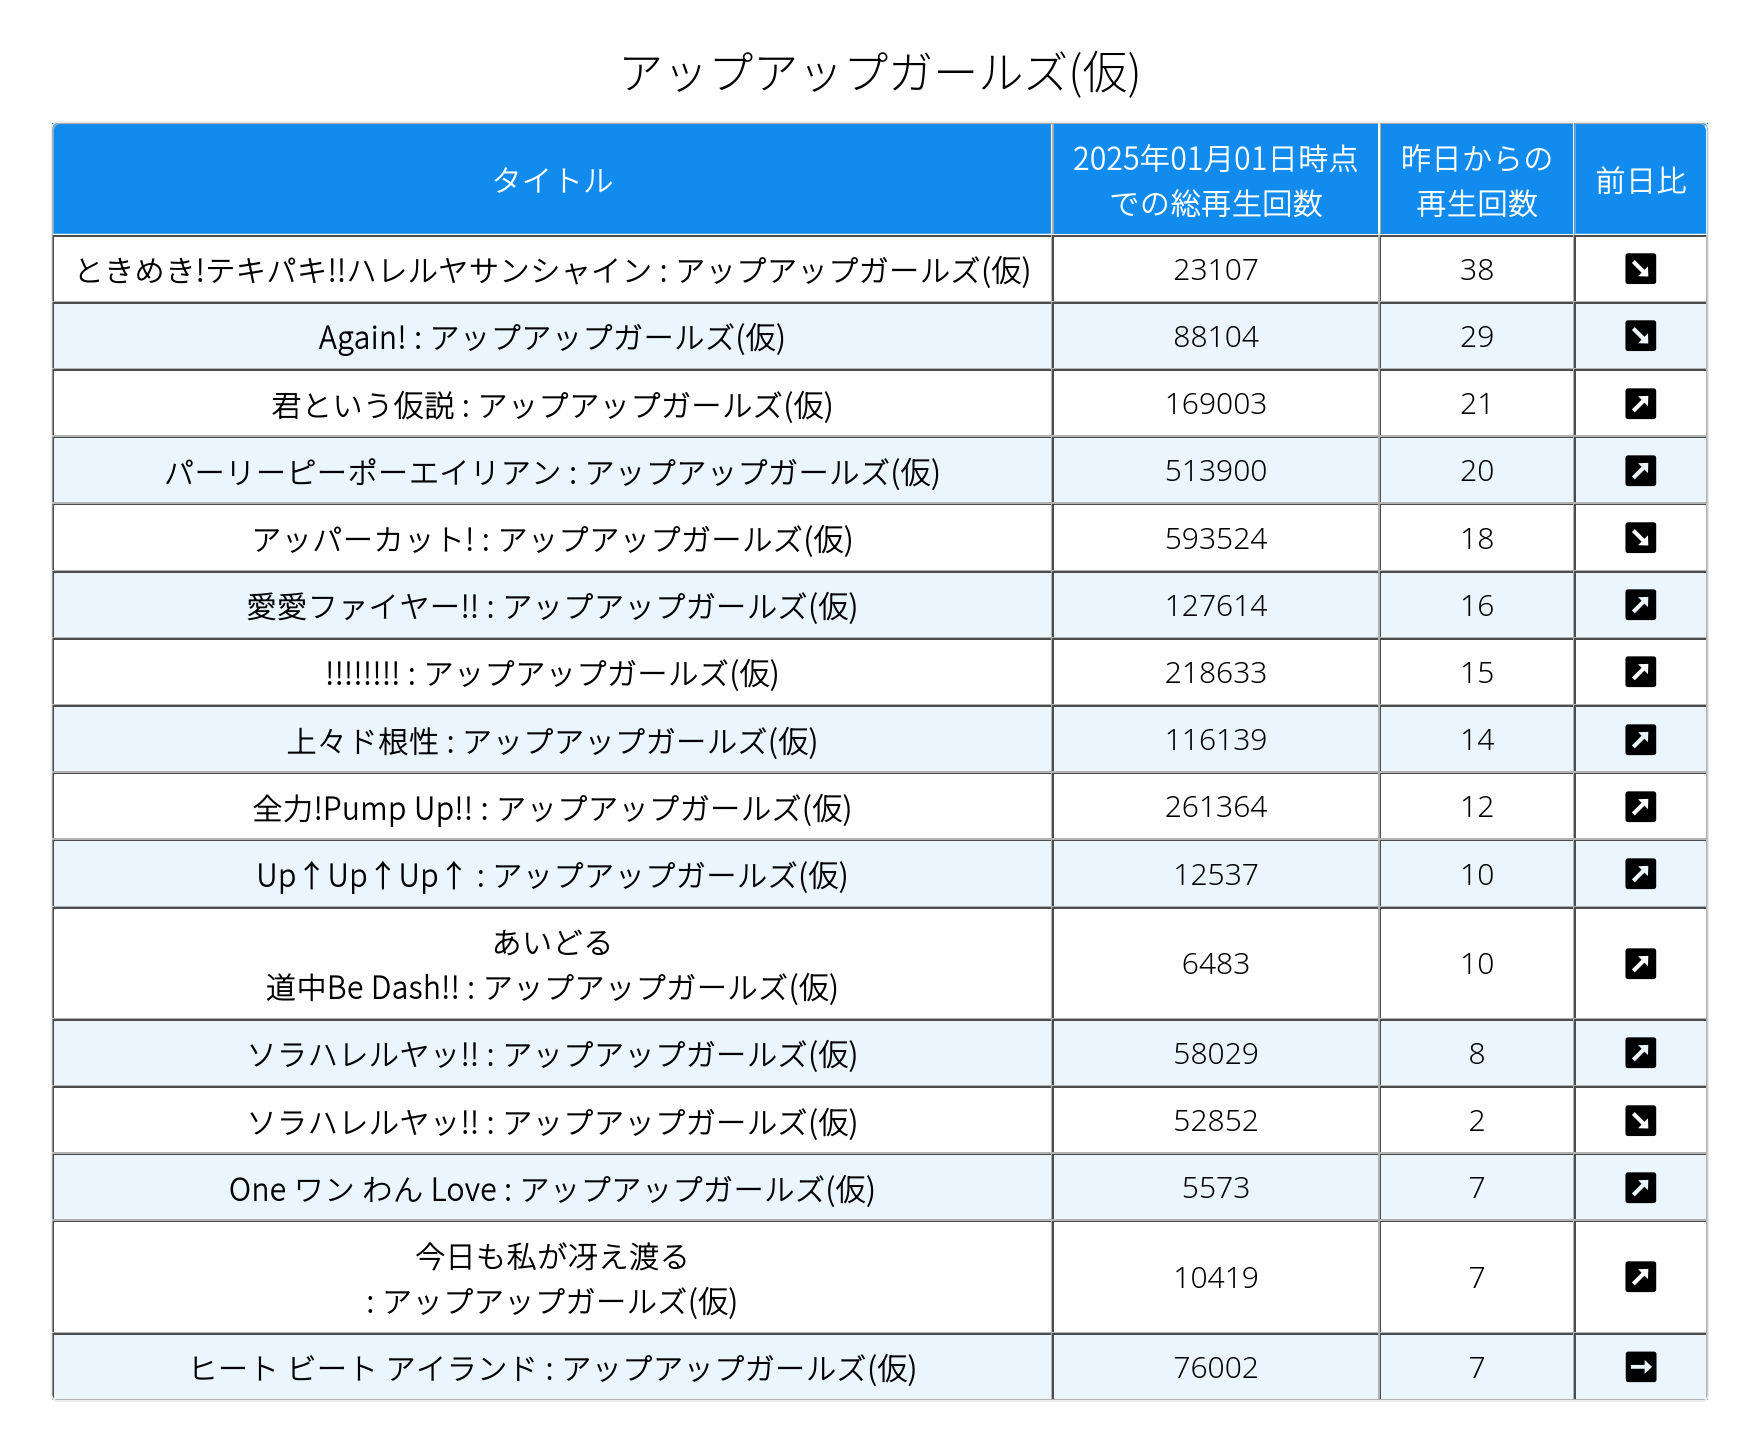 アップアップガールズ(仮)
タイトル 2025年01月01日時点 での総再生回数 昨日からの 再生回数 前日比
ときめき!テキパキ!!ハレルヤサンシャイン : アップアップガールズ(仮) 23107 38
Again! : アップアップガールズ(仮) 88104 29
君という仮説 : アップアップガールズ(仮) 169003 21
パーリーピーポーエイリアン : アップアップガールズ(仮) 513900 20
アッパーカット! : アップアップガールズ(仮) 593524 18
愛愛ファイヤー!! : アップアップガールズ(仮) 127614 16
!!!!!!!! : アップアップガールズ(仮) 218633 15
上々ド根性 : アップアップガールズ(仮) 116139 14
全力!Pump Up!! : アップアップガールズ(仮) 261364 12
Up↑Up↑Up↑ : アップアップガールズ(仮) 12537 10
あいどる
道中Be Dash!! : アップアップガールズ(仮) 6483 10
ソラハレルヤッ!! : アップアップガールズ(仮) 58029 8
ソラハレルヤッ!! : アップアップガールズ(仮) 52852 2
One ワン わん Love : アップアップガールズ(仮) 5573 7
今日も私が冴え渡る
: アップアップガールズ(仮) 10419 7
ヒート ビート アイランド : アップアップガールズ(仮) 76002 7